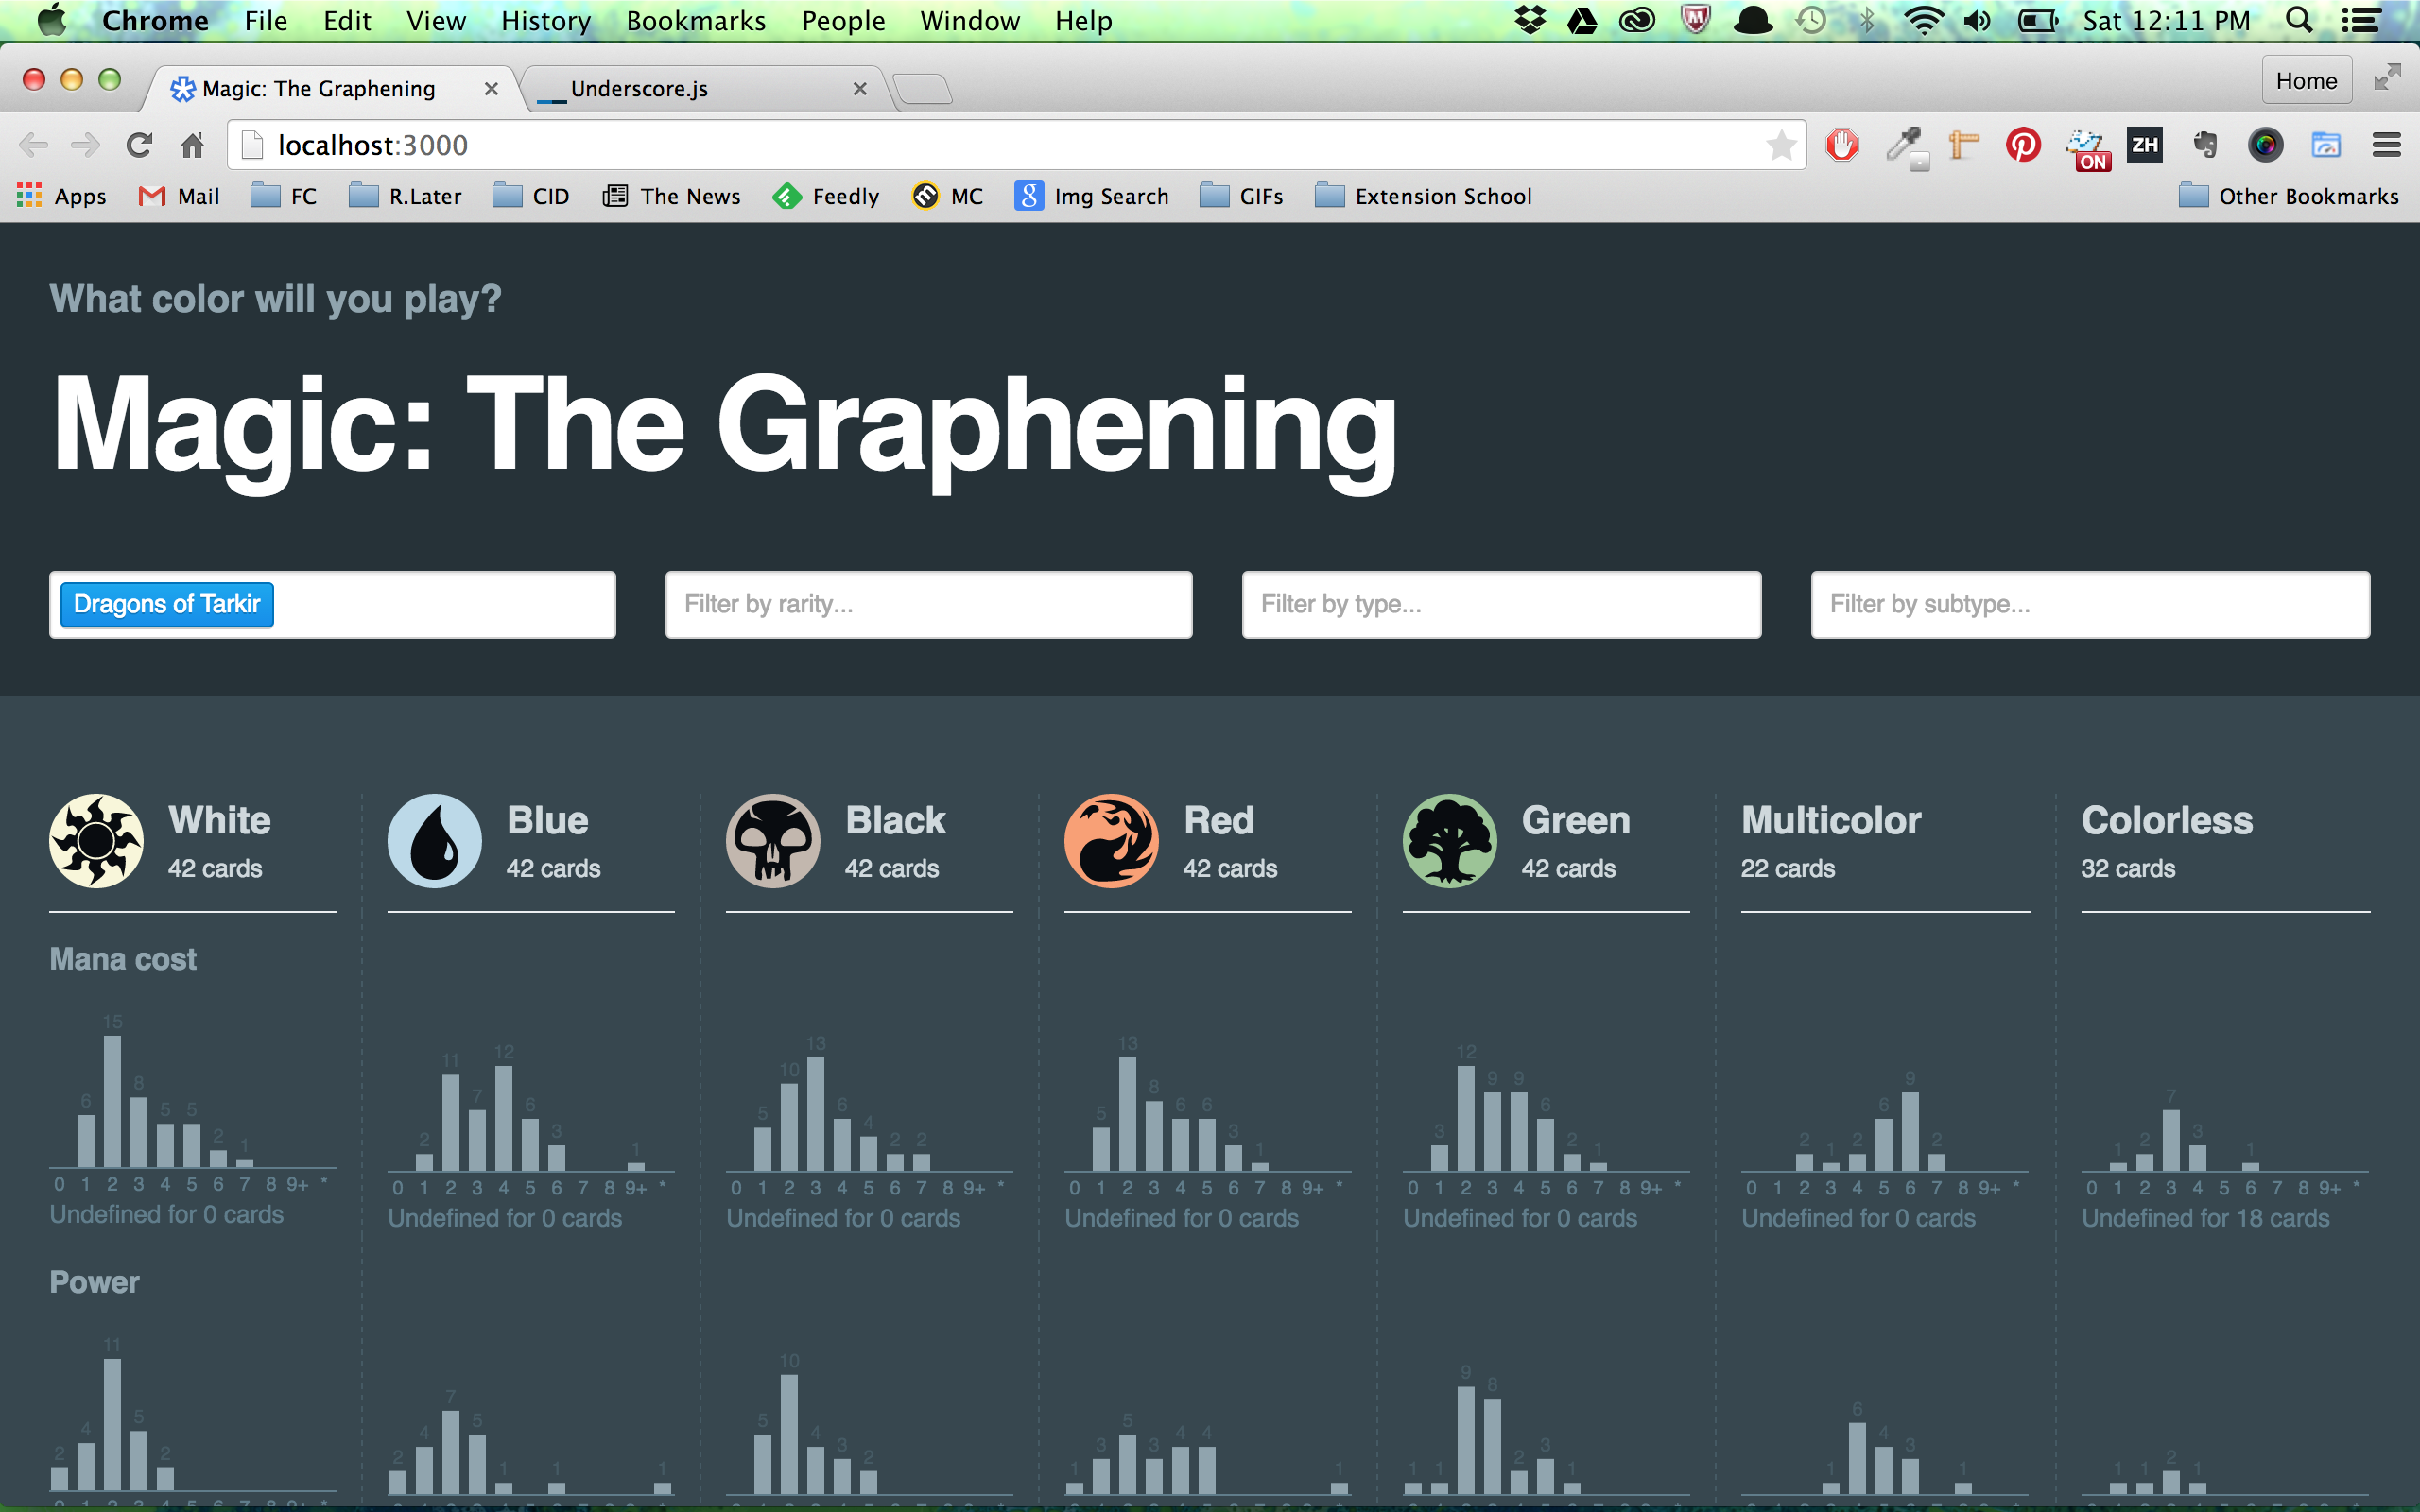 Chrome File Edit View History Bookmarks People Window Help Sat 12:11 PM
Magic: The Graphening Underscore.js Home
localhost:3000 ZH ON
Apps Mail FC R.Later CID The News Feedly MC Img Search GIFs Extension School Other Bookmarks
What color will you play?
Magic: The Graphening
Dragons of Tarkir Filter by rarity... Filter by type... Filter by subtype...
White Blue Black Red Green Multicolor Colorless
42 cards 42 cards 42 cards 42 cards 42 cards 22 cards 32 cards
Mana cost
6 15 8 5 5 2 1
0 1 2 3 4 5 6 7 8 9+ *
Undefined for 0 cards
2 11 7 12 6 3 1
0 1 2 3 4 5 6 7 8 9+ *
Undefined for 0 cards
5 10 13 6 4 2 2
0 1 2 3 4 5 6 7 8 9+ *
Undefined for 0 cards
5 13 8 6 6 3 1
0 1 2 3 4 5 6 7 8 9+ *
Undefined for 0 cards
3 12 9 9 6 2 1
0 1 2 3 4 5 6 7 8 9+ *
Undefined for 0 cards
2 1 2 6 9 2
0 1 2 3 4 5 6 7 8 9+ *
Undefined for 0 cards
1 2 7 3 1
0 1 2 3 4 5 6 7 8 9+ *
Undefined for 18 cards
Power
2 4 11 5 2
2 4 7 5 1 1 1
5 10 4 3 2
1 3 5 3 4 4 1
1 1 9 8 2 3 1
1 6 4 3 1
1 1 2 1